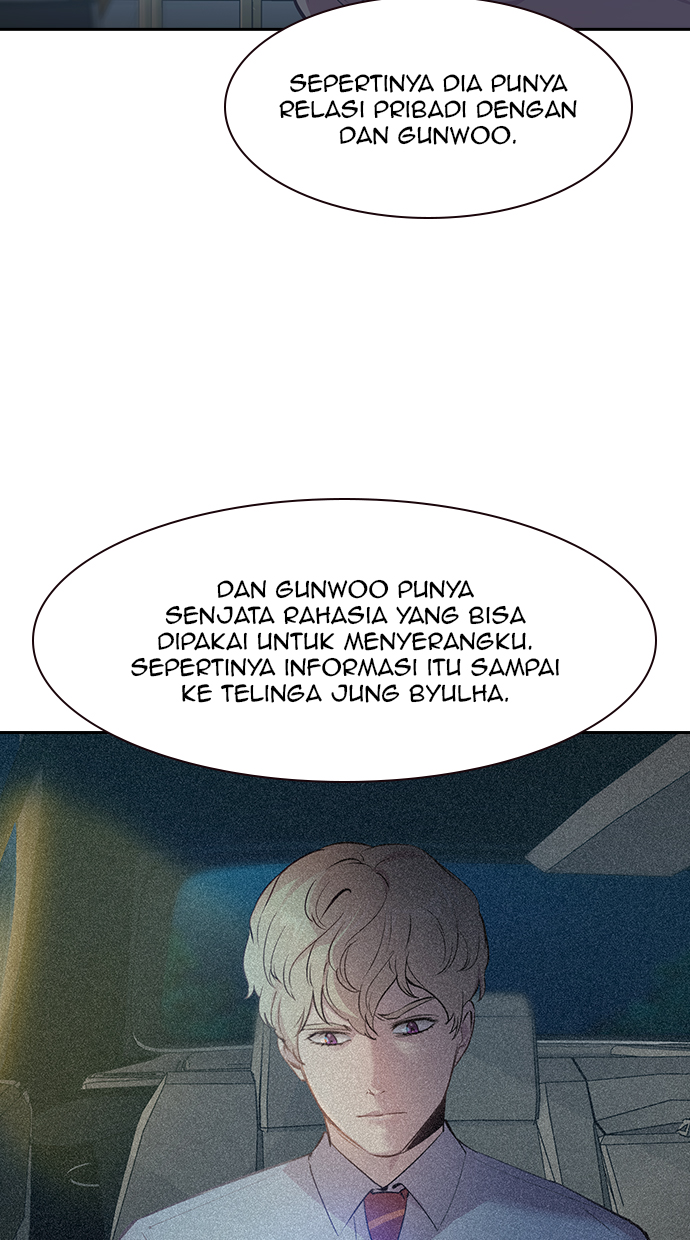 SEPERTINYA DIA PUNYA
RELASI PRIBADI DENGAN
DAN GUNWOO.
DAN GUNWOO PUNYA
SENJATA RAHASIA YANG BISA
DIPAKAI UNTUK MENYERANGKU.
SEPERTINYA INFORMASI ITU SAMPAI
KE TELINGA JUNG BYULHA.